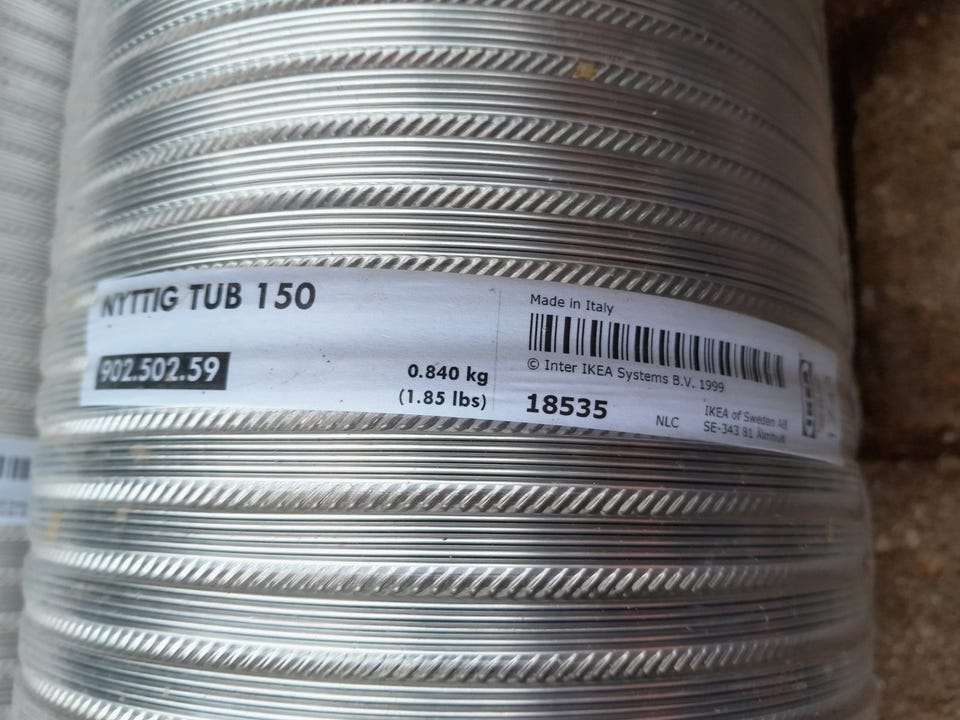 NYTTIG TUB 150
902.502.59
0.840 kg
(1.85 lbs)
Made in Italy
© Inter IKEA Systems B.V. 1999
18535
NLC
IKEA of Sweden AB
SE-343 81 Älmhult
IKEA